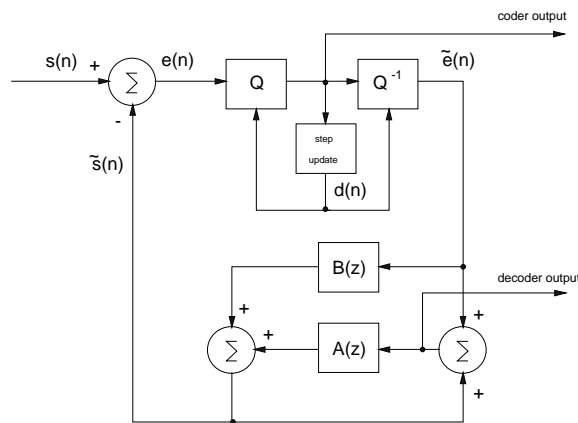 coder output
s(n)
+
Σ
e(n)
Q
Q⁻¹
ẽ(n)
-
s̃(n)
step
update
d(n)
B(z)
decoder output
+
+
Σ
+
A(z)
Σ
+